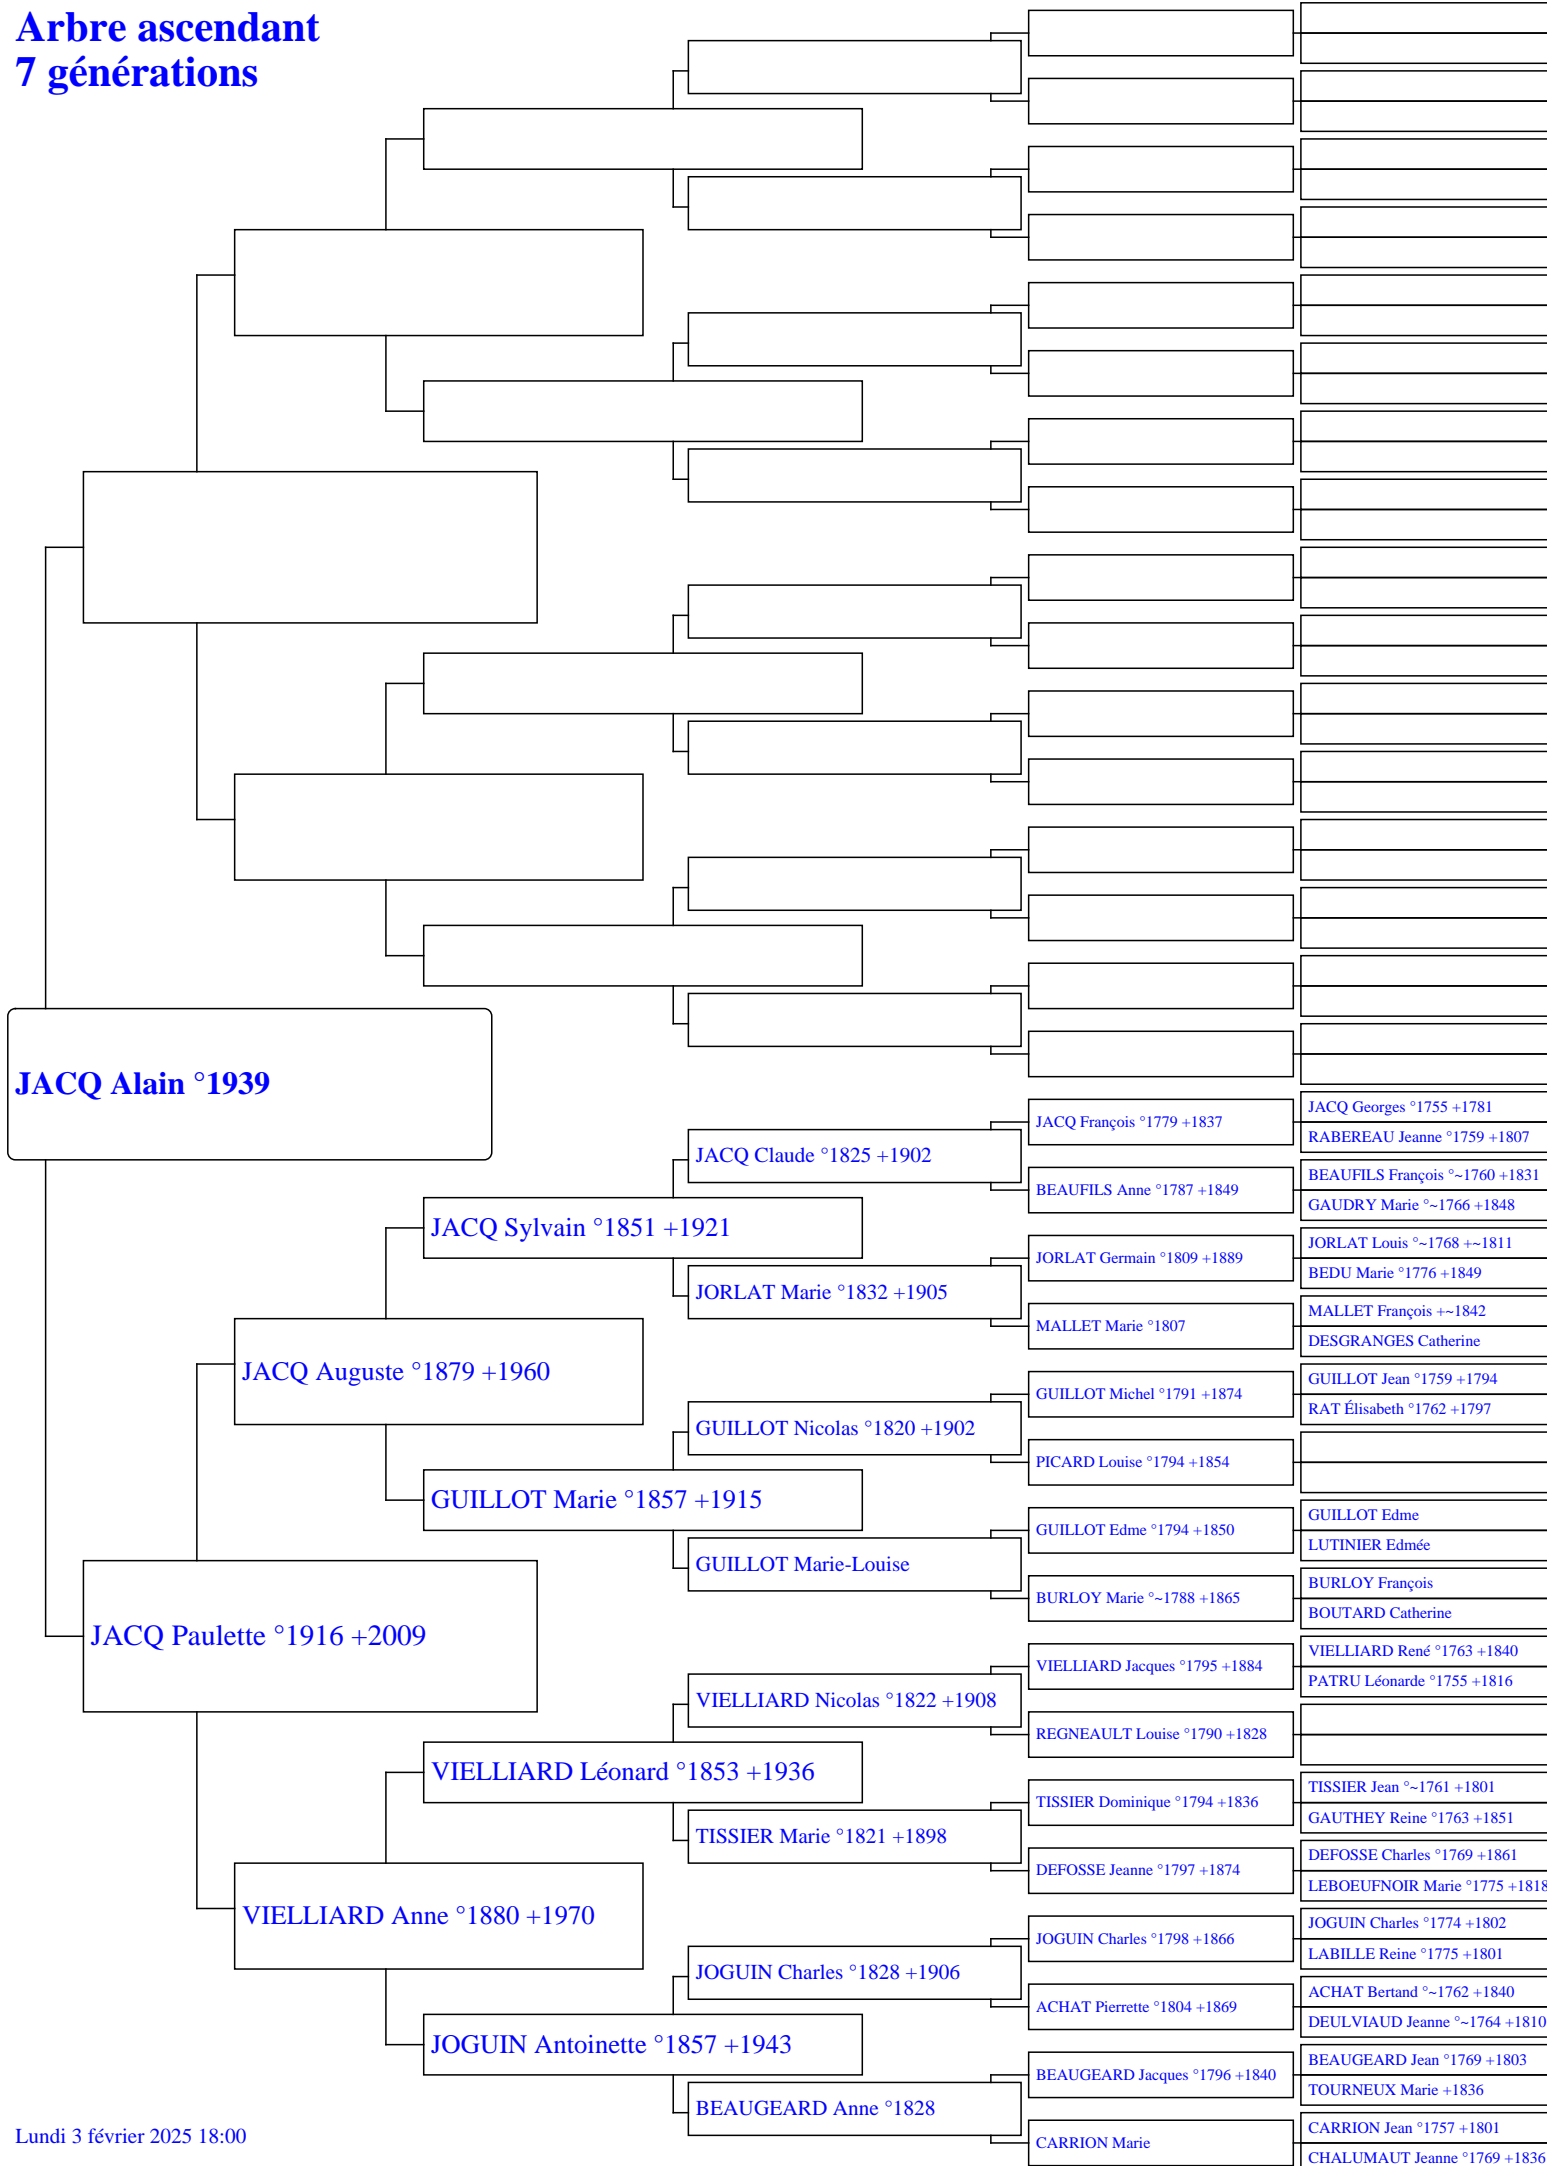 Arbre ascendant
7 générations
JACQ Alain °1939
JACQ Paulette °1916 +2009
JACQ Auguste °1879 +1960
VIELLIARD Anne °1880 +1970
JACQ Sylvain °1851 +1921
GUILLOT Marie °1857 +1915
VIELLIARD Léonard °1853 +1936
JOGUIN Antoinette °1857 +1943
JACQ Claude °1825 +1902
JORLAT Marie °1832 +1905
GUILLOT Nicolas °1820 +1902
GUILLOT Marie-Louise
VIELLIARD Nicolas °1822 +1908
TISSIER Marie °1821 +1898
JOGUIN Charles °1828 +1906
BEAUGEARD Anne °1828
JACQ François °1779 +1837
BEAUFILS Anne °1787 +1849
JORLAT Germain °1809 +1889
MALLET Marie °1807
GUILLOT Michel °1791 +1874
PICARD Louise °1794 +1854
GUILLOT Edme °1794 +1850
BURLOY Marie °~1788 +1865
VIELLIARD Jacques °1795 +1884
REGNEAULT Louise °1790 +1828
TISSIER Dominique °1794 +1836
DEFOSSE Jeanne °1797 +1874
JOGUIN Charles °1798 +1866
ACHAT Pierrette °1804 +1869
BEAUGEARD Jacques °1796 +1840
CARRION Marie
JACQ Georges °1755 +1781
RABEREAU Jeanne °1759 +1807
BEAUFILS François °~1760 +1831
GAUDRY Marie °~1766 +1848
JORLAT Louis °~1768 +~1811
BEDU Marie °1776 +1849
MALLET François +~1842
DESGRANGES Catherine
GUILLOT Jean °1759 +1794
RAT Élisabeth °1762 +1797
GUILLOT Edme
LUTINIER Edmée
BURLOY François
BOUTARD Catherine
VIELLIARD René °1763 +1840
PATRU Léonarde °1755 +1816
TISSIER Jean °~1761 +1801
GAUTHEY Reine °1763 +1851
DEFOSSE Charles °1769 +1861
LEBOEUFNOIR Marie °1775 +1818
JOGUIN Charles °1774 +1802
LABILLE Reine °1775 +1801
ACHAT Bertand °~1762 +1840
DEULVIAUD Jeanne °~1764 +1810
BEAUGEARD Jean °1769 +1803
TOURNEUX Marie +1836
CARRION Jean °1757 +1801
CHALUMAUT Jeanne °1769 +1836
Lundi 3 février 2025 18:00